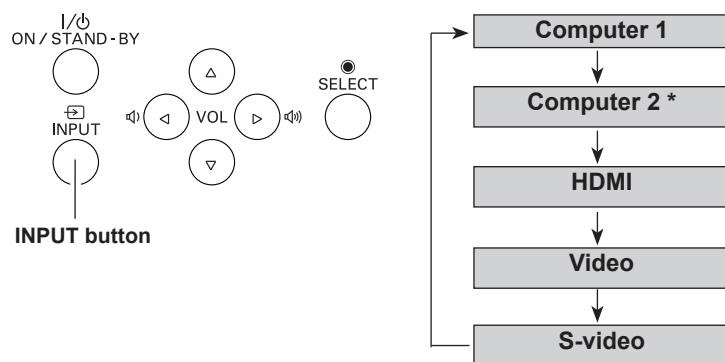 I/⏻
ON / STAND - BY
INPUT
VOL
SELECT
INPUT button
Computer 1
Computer 2 *
HDMI
Video
S-video